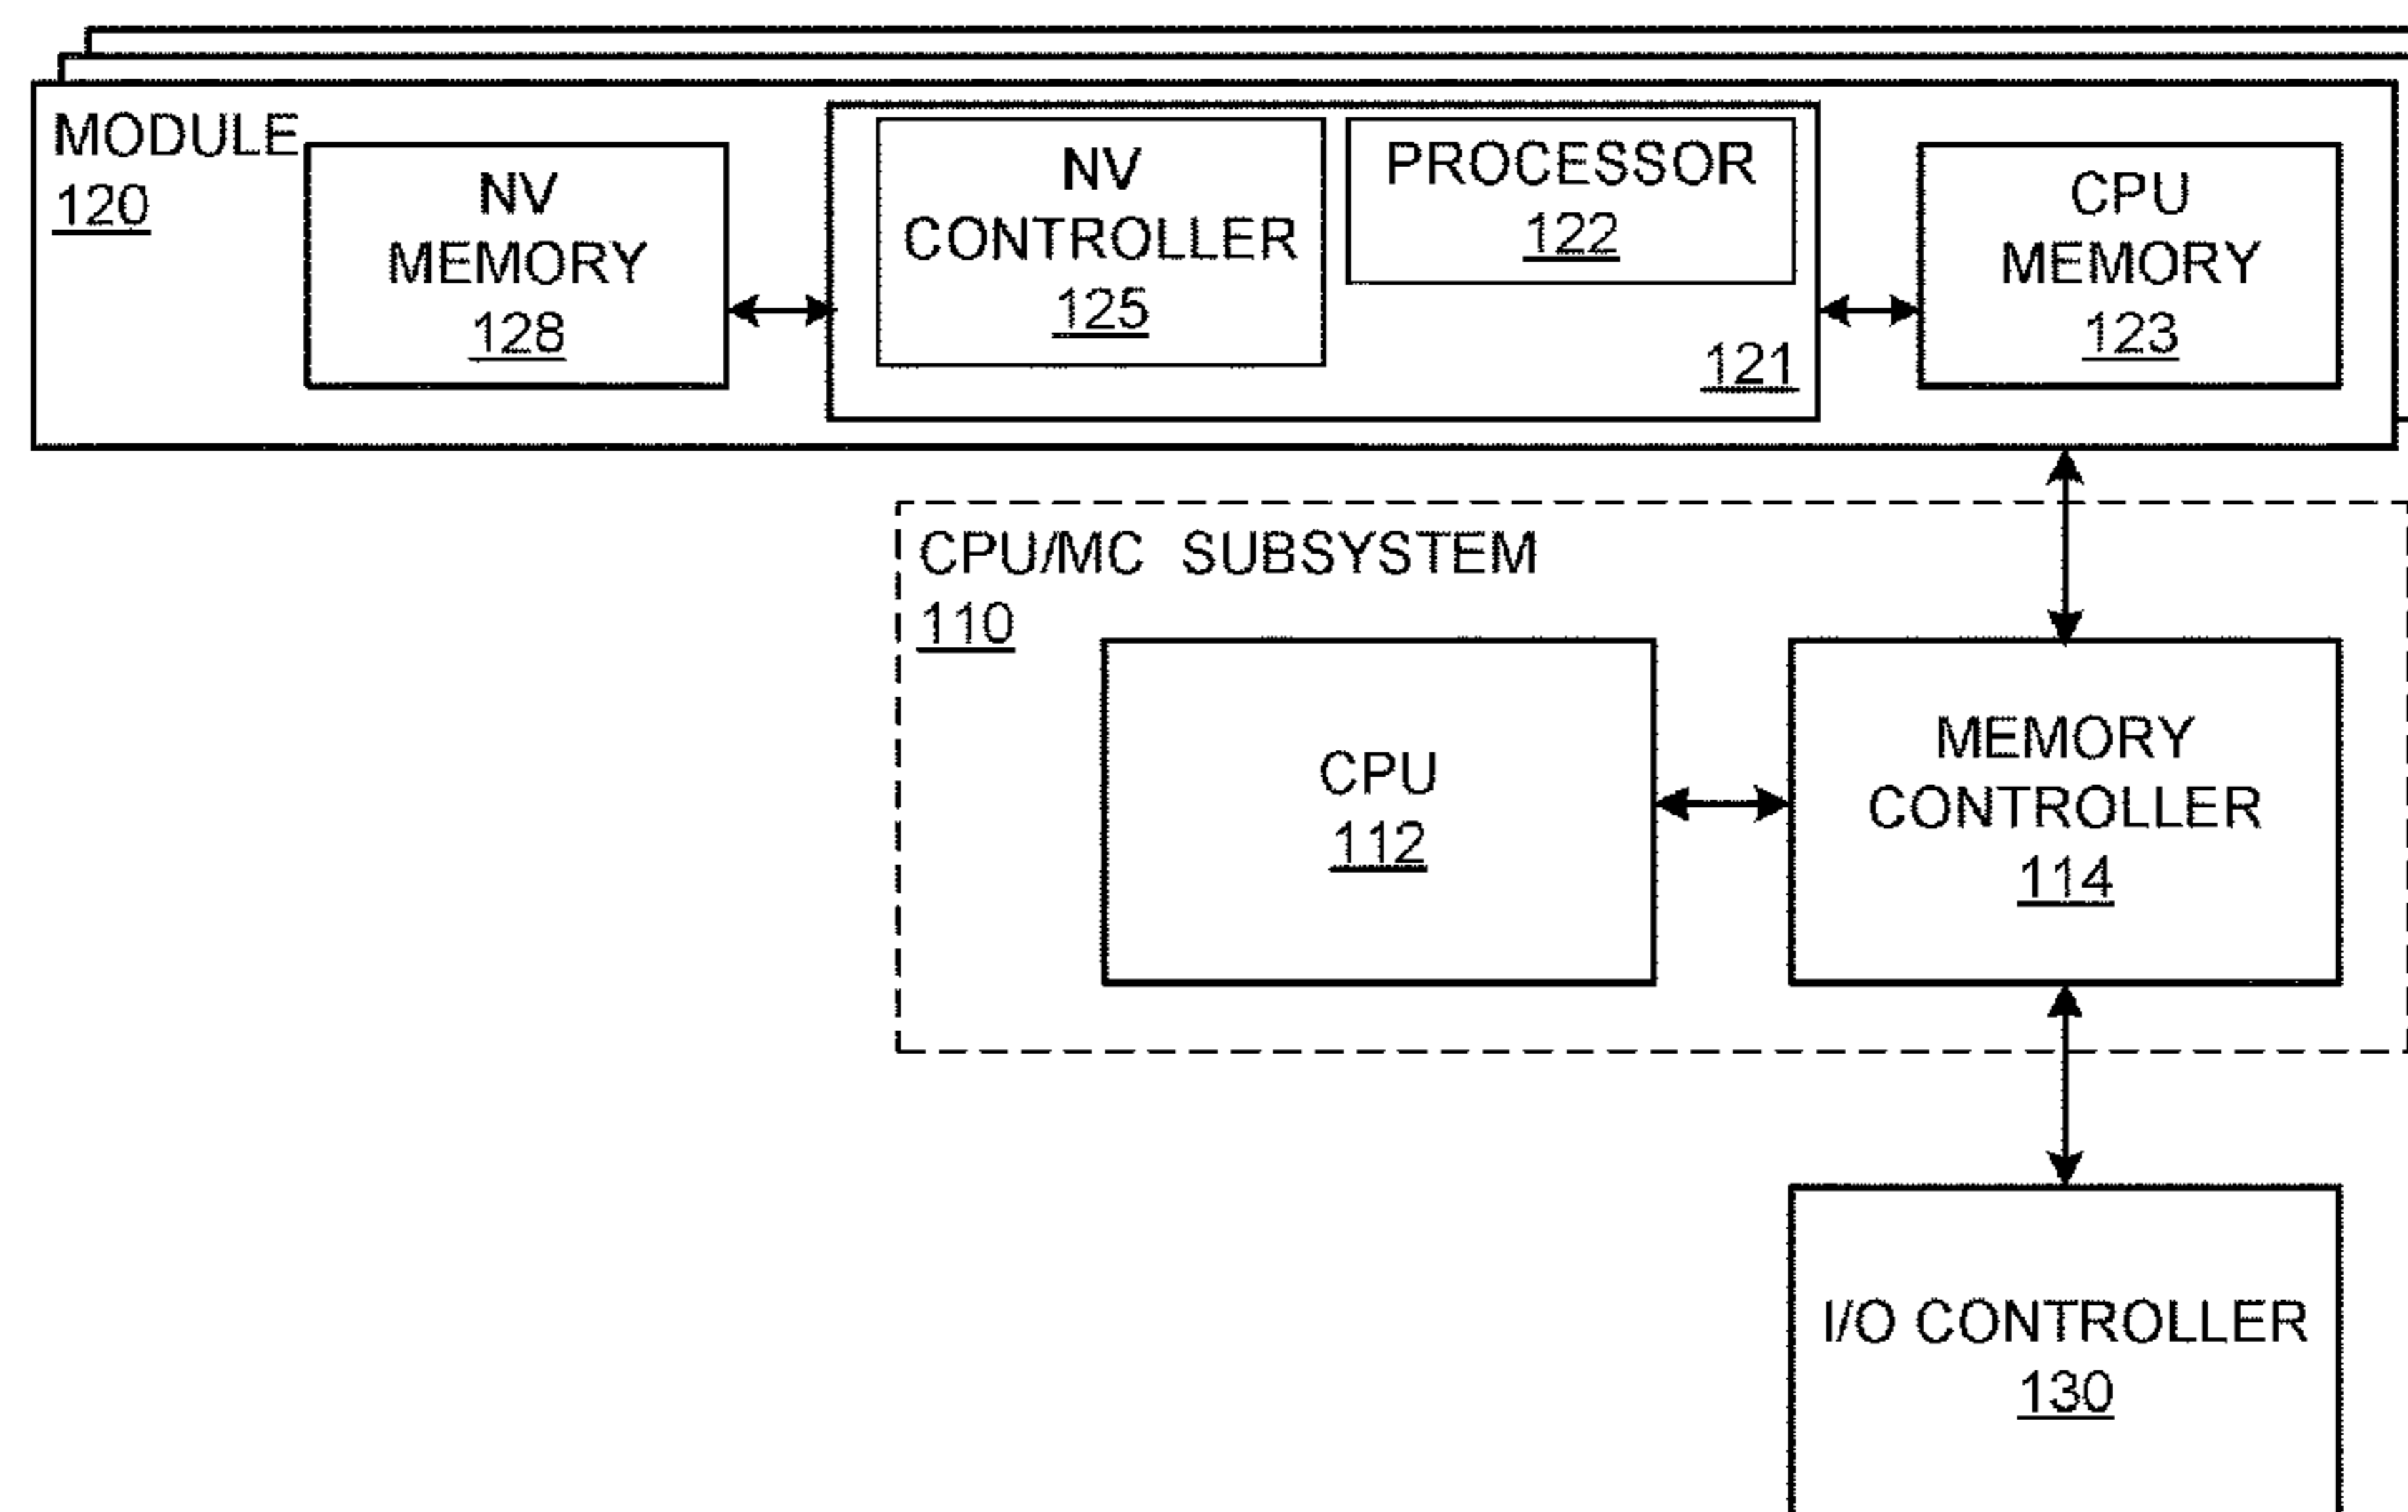 MODULE
120
NV
MEMORY
128
NV
CONTROLLER
125
PROCESSOR
122
121
CPU
MEMORY
123
CPU/MC SUBSYSTEM
110
CPU
112
MEMORY
CONTROLLER
114
I/O CONTROLLER
130